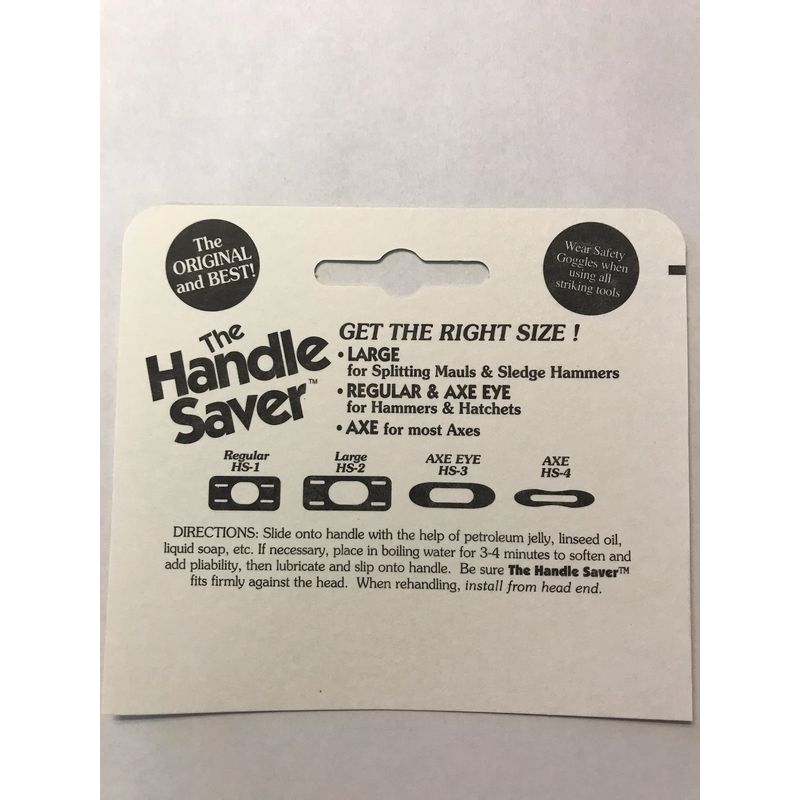 The
ORIGINAL
and BEST!
Wear Safety
Goggles when
using all
striking tools
The
Handle
Saver™
GET THE RIGHT SIZE !
• LARGE
for Splitting Mauls & Sledge Hammers
• REGULAR & AXE EYE
for Hammers & Hatchets
• AXE for most Axes
Regular
HS-1
Large
HS-2
AXE EYE
HS-3
AXE
HS-4
DIRECTIONS: Slide onto handle with the help of petroleum jelly, linseed oil,
liquid soap, etc. If necessary, place in boiling water for 3-4 minutes to soften and
add pliability, then lubricate and slip onto handle. Be sure The Handle Saver™
fits firmly against the head. When rehandling, install from head end.